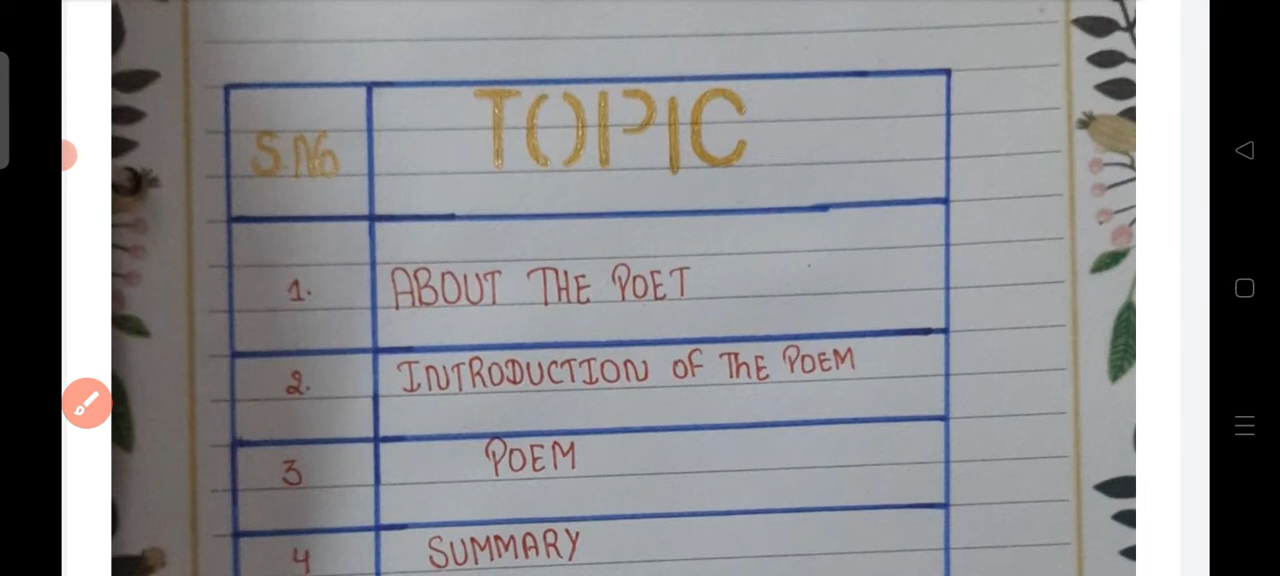 S.No TOPIC
1. ABOUT THE POET
2. INTRODUCTION OF THE POEM
3 POEM
4 SUMMARY